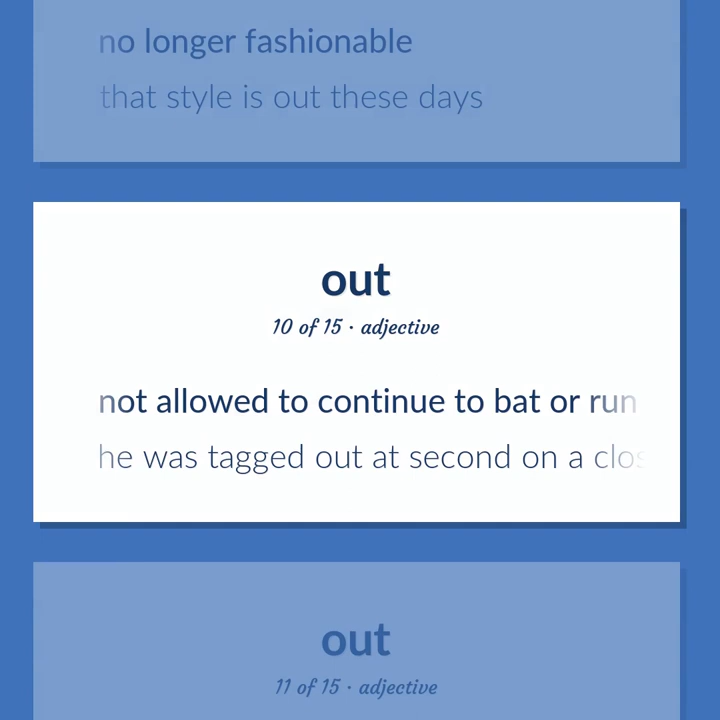 no longer fashionable
that style is out these days
out
10 of 15 · adjective
not allowed to continue to bat or run
he was tagged out at second on a clos
out
11 of 15 · adjective